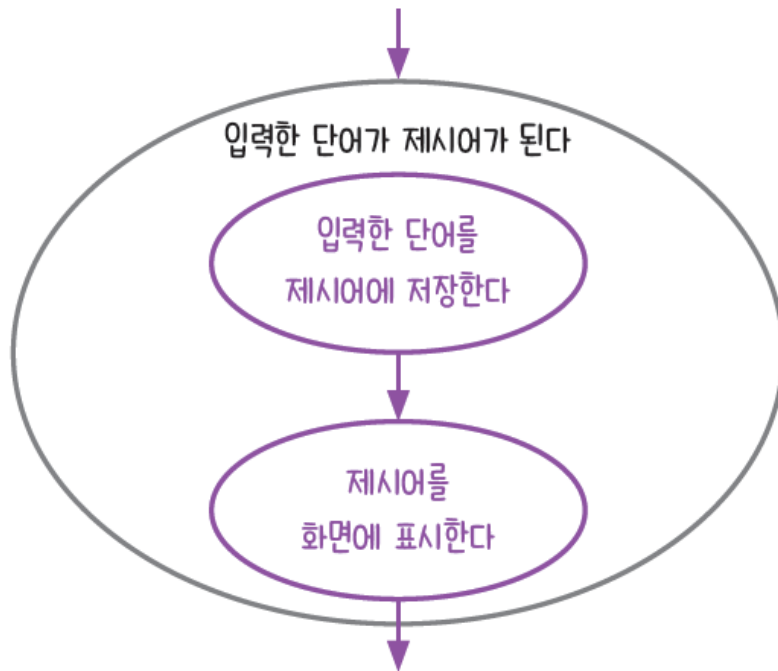 입력한 단어가 제시어가 된다
입력한 단어를
제시어에 저장한다
제시어를
화면에 표시한다